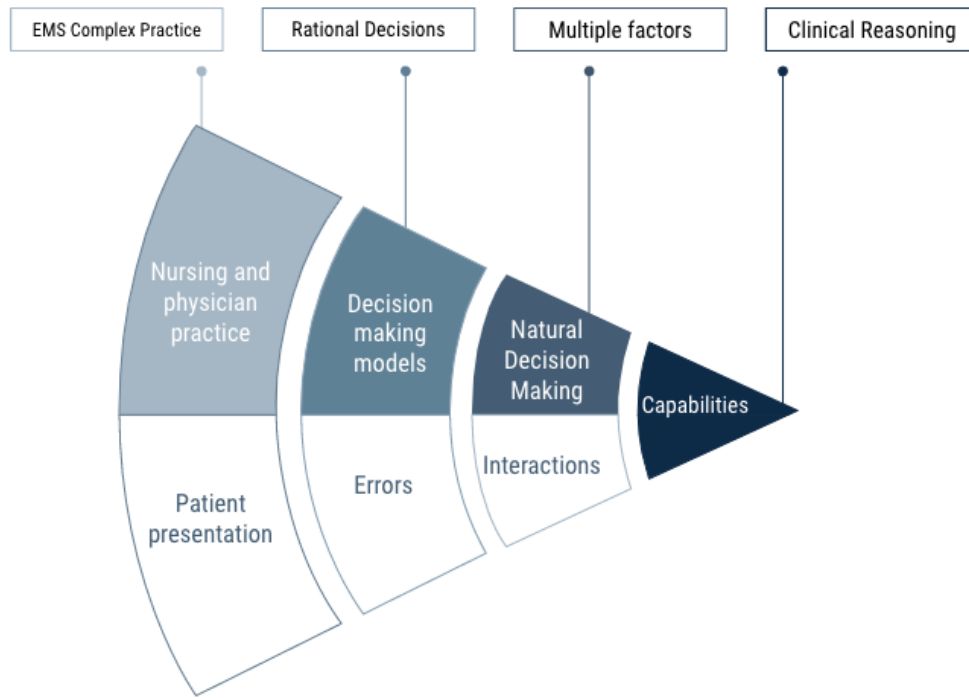 EMS Complex Practice
Rational Decisions
Multiple factors
Clinical Reasoning
Nursing and
physician
practice
Decision
making
models
Natural
Decision
Making
Capabilities
Patient
presentation
Errors
Interactions